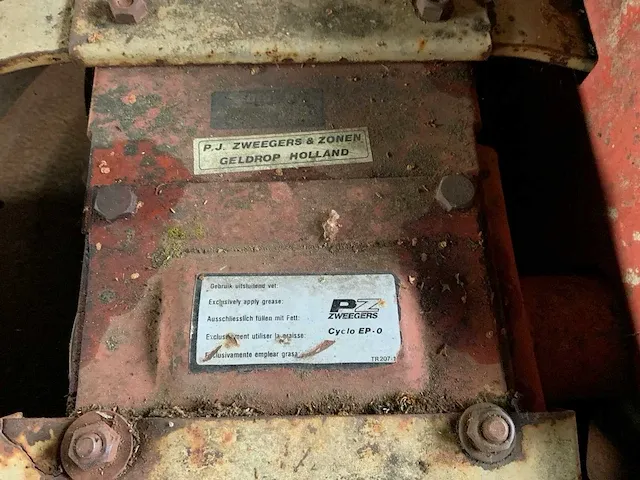 P.J. ZWEEGERS & ZONEN
GELDROP HOLLAND
Gebruik uitsluitend vet:
Exclusively apply grease:
Ausschliesslich füllen mit Fett:
Exclusivement utiliser la graisse:
Exclusivamente emplear grasa
PZ
ZWEEGERS
Cyclo EP-0
TR 207-1